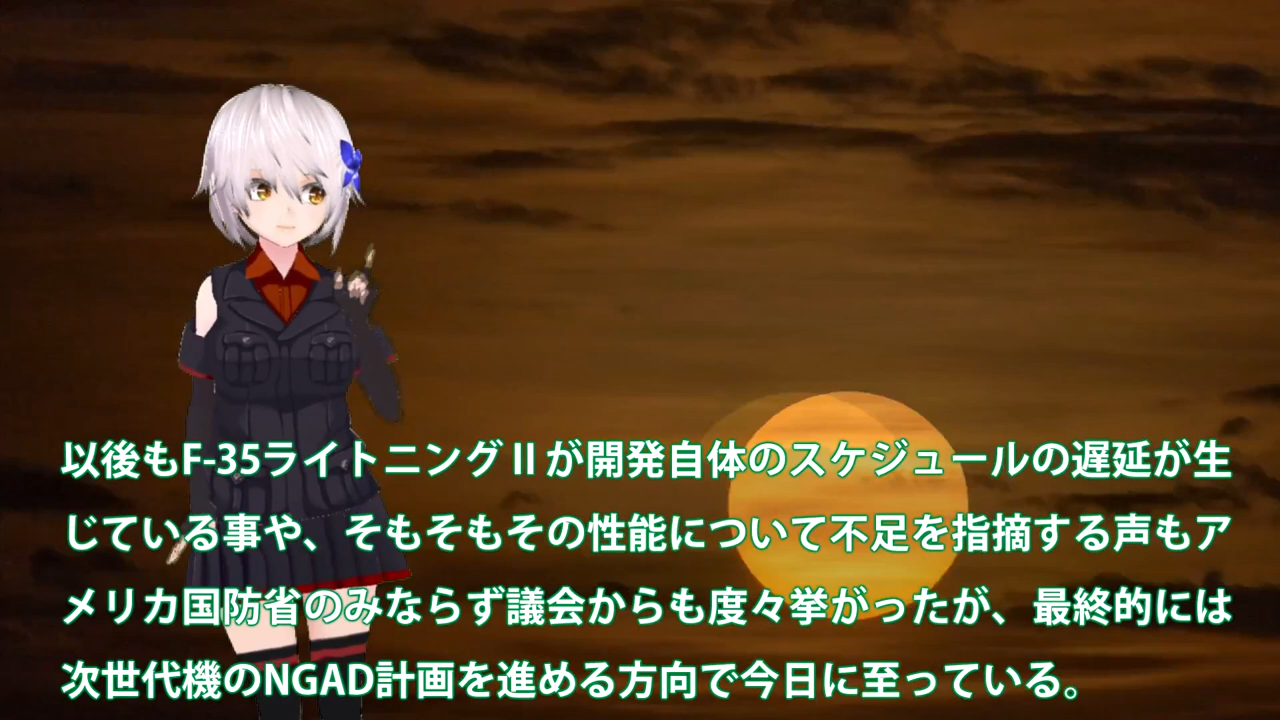 以後もF-35ライトニングⅡが開発自体のスケジュールの遅延が生
じている事や、そもそもその性能について不足を指摘する声もア
メリカ国防省のみならず議会からも度々挙がったが、最終的には
次世代機のNGAD計画を進める方向で今日に至っている。